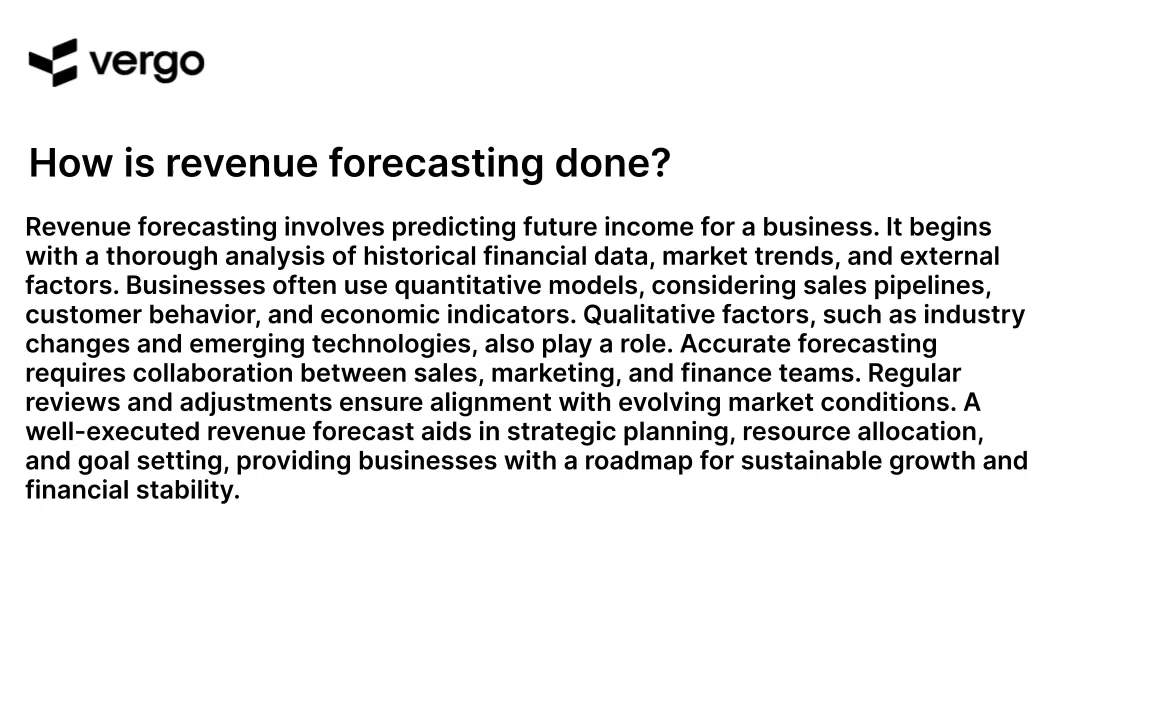 vergo
How is revenue forecasting done?
Revenue forecasting involves predicting future income for a business. It begins
with a thorough analysis of historical financial data, market trends, and external
factors. Businesses often use quantitative models, considering sales pipelines,
customer behavior, and economic indicators. Qualitative factors, such as industry
changes and emerging technologies, also play a role. Accurate forecasting
requires collaboration between sales, marketing, and finance teams. Regular
reviews and adjustments ensure alignment with evolving market conditions. A
well-executed revenue forecast aids in strategic planning, resource allocation,
and goal setting, providing businesses with a roadmap for sustainable growth and
financial stability.